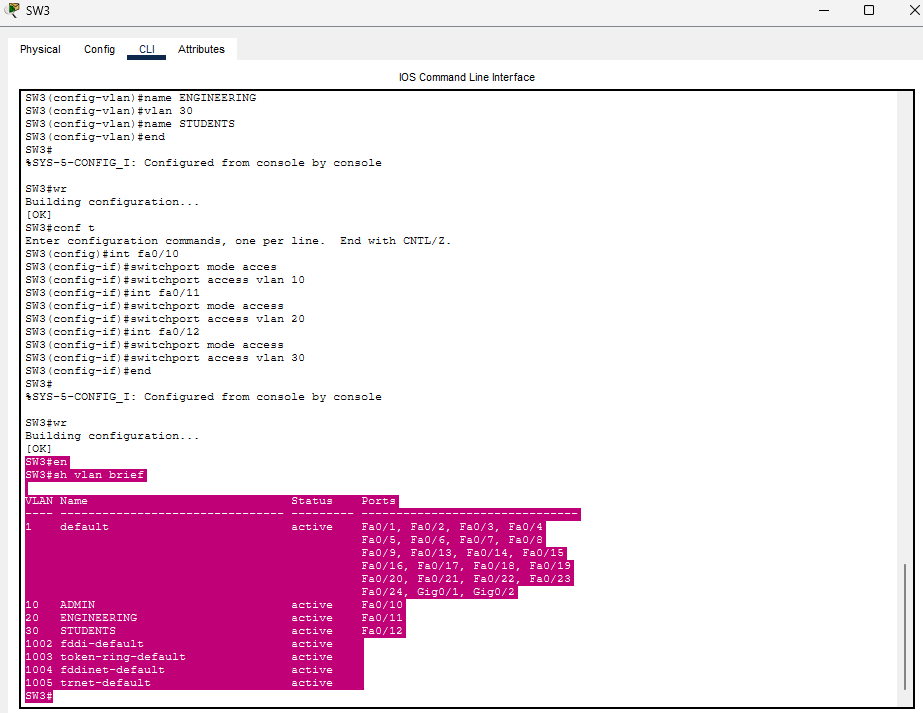 SW3
Physical Config CLI Attributes
IOS Command Line Interface
SW3(config-vlan)#name ENGINEERING
SW3(config-vlan)#vlan 30
SW3(config-vlan)#name STUDENTS
SW3(config-vlan)#end
SW3#
%SYS-5-CONFIG_I: Configured from console by console
SW3#wr
Building configuration...
[OK]
SW3#conf t
Enter configuration commands, one per line.  End with CNTL/Z.
SW3(config)#int fa0/10
SW3(config-if)#switchport mode acces
SW3(config-if)#switchport access vlan 10
SW3(config-if)#int fa0/11
SW3(config-if)#switchport mode access
SW3(config-if)#switchport access vlan 20
SW3(config-if)#int fa0/12
SW3(config-if)#switchport mode access
SW3(config-if)#switchport access vlan 30
SW3(config-if)#end
SW3#
%SYS-5-CONFIG_I: Configured from console by console
SW3#wr
Building configuration...
[OK]
SW3#en
SW3#sh vlan brief
VLAN Name                             Status    Ports
---- -------------------------------- --------- -------------------------------
1    default                          active    Fa0/1, Fa0/2, Fa0/3, Fa0/4
                                                Fa0/5, Fa0/6, Fa0/7, Fa0/8
                                                Fa0/9, Fa0/13, Fa0/14, Fa0/15
                                                Fa0/16, Fa0/17, Fa0/18, Fa0/19
                                                Fa0/20, Fa0/21, Fa0/22, Fa0/23
                                                Fa0/24, Gig0/1, Gig0/2
10   ADMIN                            active    Fa0/10
20   ENGINEERING                      active    Fa0/11
30   STUDENTS                         active    Fa0/12
1002 fddi-default                     active
1003 token-ring-default               active
1004 fddinet-default                  active
1005 trnet-default                    active
SW3#